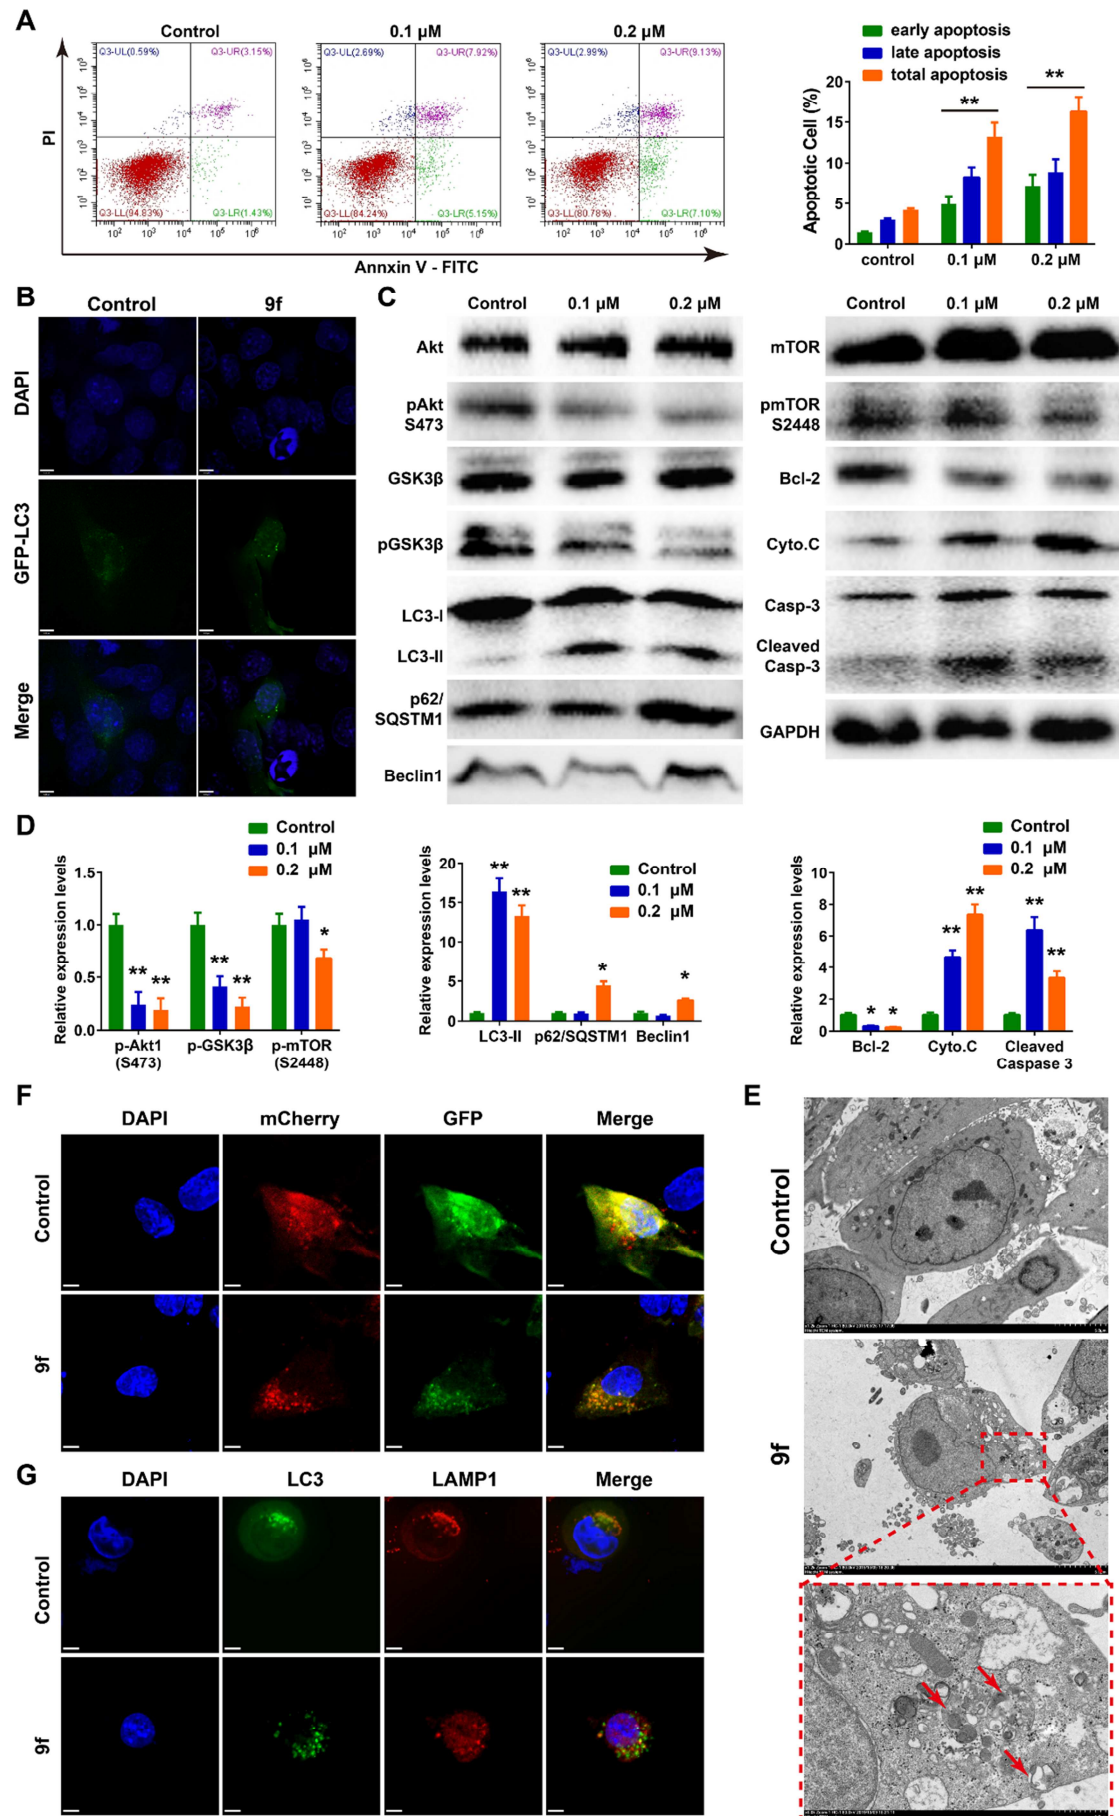 A
Control
0.1 μM
0.2 μM
Q3-UL(0.59%)
Q3-UR(3.15%)
Q3-UL(2.69%)
Q3-UR(7.92%)
Q3-UL(2.99%)
Q3-UR(9.13%)
Q3-LL(94.83%)
Q3-LR(1.43%)
Q3-LL(84.24%)
Q3-LR(5.15%)
Q3-LL(80.78%)
Q3-LR(7.10%)
PI
Annxin V - FITC
early apoptosis
late apoptosis
total apoptosis
Apoptotic Cell (%)
20
15
10
5
0
**
**
control
0.1 μM
0.2 μM
B
Control
9f
DAPI
GFP-LC3
Merge
C
Control
0.1 μM
0.2 μM
Akt
pAkt
S473
GSK3β
pGSK3β
LC3-I
LC3-II
p62/
SQSTM1
Beclin1
Control
0.1 μM
0.2 μM
mTOR
pmTOR
S2448
Bcl-2
Cyto.C
Casp-3
Cleaved
Casp-3
GAPDH
D
Control
0.1 μM
0.2 μM
Relative expression levels
1.5
1.0
0.5
0.0
**
**
**
**
*
p-Akt1
(S473)
p-GSK3β
p-mTOR
(S2448)
Control
0.1 μM
0.2 μM
Relative expression levels
20
15
10
5
0
**
**
*
*
LC3-II
p62/SQSTM1
Beclin1
Control
0.1 μM
0.2 μM
Relative expression levels
10
8
6
4
2
0
*
*
**
**
**
**
Bcl-2
Cyto.C
Cleaved
Caspase 3
F
DAPI
mCherry
GFP
Merge
Control
9f
G
DAPI
LC3
LAMP1
Merge
Control
9f
E
Control
9f